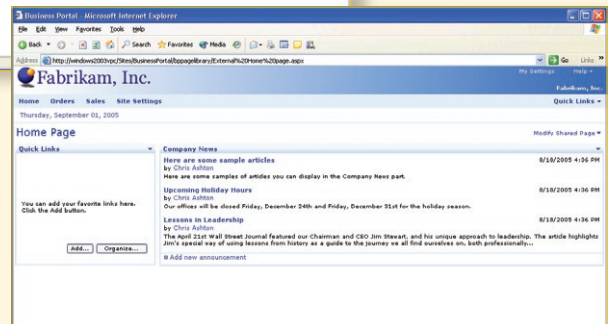 Business Portal - Microsoft Internet Explorer
File Edit View Favorites Tools Help
Back Search Favorites Media
Address http://windows2003vpc/Sites/BusinessPortal/bppagelibrary/External%20Home%20page.aspx Go Links »
Fabrikam, Inc.
My Settings Help
Fabrikam, Inc.
Home Orders Sales Site Settings Quick Links
Thursday, September 01, 2005
Home Page Modify Shared Page
Quick Links
You can add your favorite links here.
Click the Add button.
Add... Organize...
Company News
Here are some sample articles 8/18/2005 4:36 PM
by Chris Ashton
Here are some samples of articles you can display in the Company News part.
Upcoming Holiday Hours 8/18/2005 4:36 PM
by Chris Ashton
Our offices will be closed Friday, December 24th and Friday, December 31st for the holiday season.
Lessons in Leadership 8/18/2005 4:36 PM
by Chris Ashton
The April 21st Wall Street Journal featured our Chairman and CEO Jim Stewart, and his unique approach to leadership. The article highlights
Jim's special way of using lessons from history as a guide to the journey we all find ourselves on, both professionally...
Add new announcement